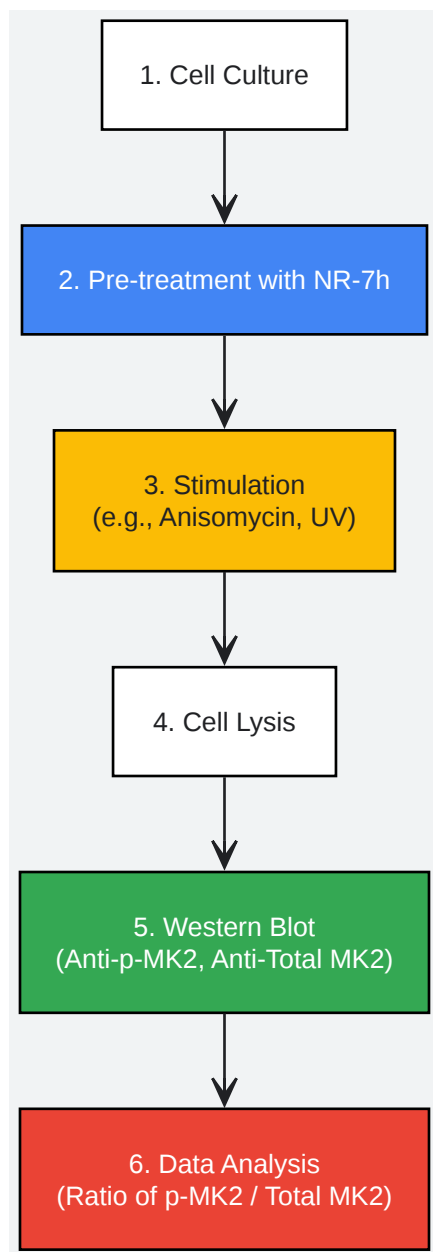 1. Cell Culture
2. Pre-treatment with NR-7h
3. Stimulation
(e.g., Anisomycin, UV)
4. Cell Lysis
5. Western Blot
(Anti-p-MK2, Anti-Total MK2)
6. Data Analysis
(Ratio of p-MK2 / Total MK2)